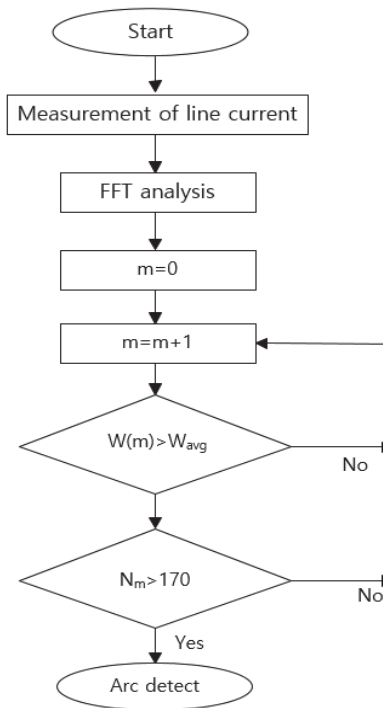 Start
Measurement of line current
FFT analysis
m=0
m=m+1
W(m)>Wavg
No
Nm>170
No
Yes
Arc detect